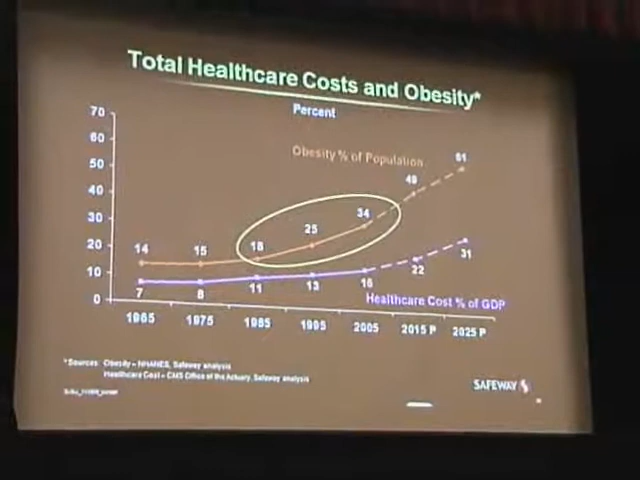 Total Healthcare Costs and Obesity*
Percent
70
60
50
40
30
20
10
0
Obesity % of Population
14 15 18 25 34 49 61
7 8 11 13 16 22 31
Healthcare Cost % of GDP
1965 1975 1985 1995 2005 2015 P 2025 P
*Sources: Obesity – NHANES, Safeway analysis
Healthcare Cost – CMS Office of the Actuary, Safeway analysis
SAFEWAY